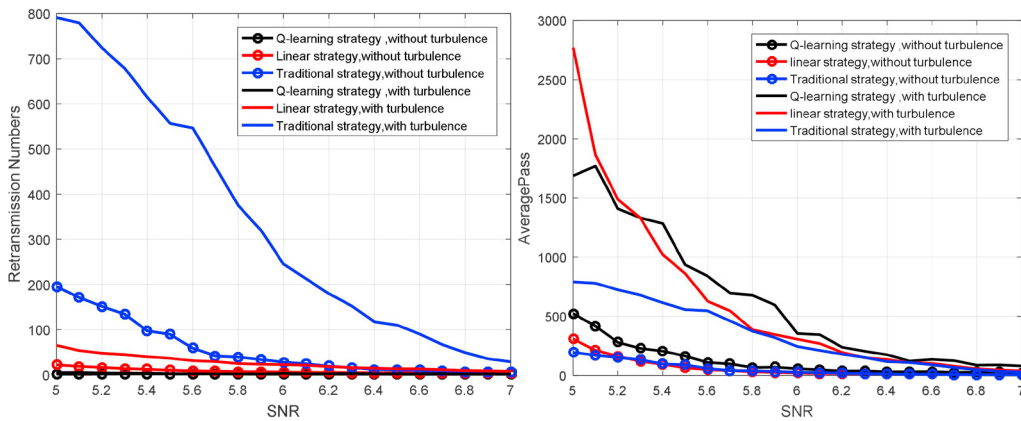 800
700
600
500
400
300
200
100
0
Retransmission Numbers
Q-learning strategy ,without turbulence
Linear strategy,without turbulence
Traditional strategy,without turbulence
Q-learning strategy ,with turbulence
Linear strategy,with turbulence
Traditional strategy,with turbulence
5 5.2 5.4 5.6 5.8 6 6.2 6.4 6.6 6.8 7
SNR
3000
2500
2000
1500
1000
500
0
AveragePass
Q-learning strategy ,without turbulence
linear strategy,without turbulence
Traditional strategy,without turbulence
Q-learning strategy ,with turbulence
linear strategy,with turbulence
Traditional strategy,with turbulence
5 5.2 5.4 5.6 5.8 6 6.2 6.4 6.6 6.8 7
SNR